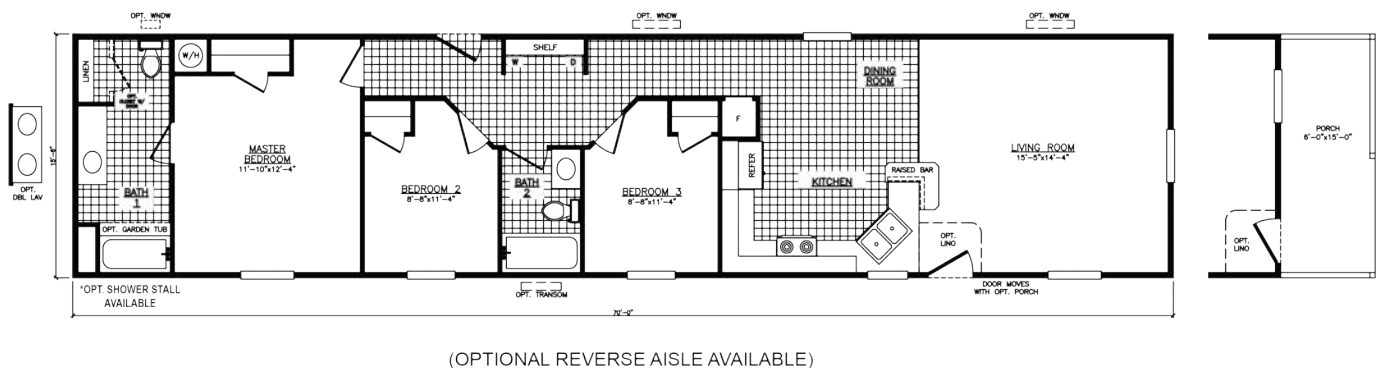 OPT. WNDW
OPT. WNDW
OPT. WNDW
LINEN
W/H
SHELF
W D
DINING
ROOM
OPT.
CLOSET W/
DOOR
OPT.
DBL LAV
15'-8"
MASTER
BEDROOM
11'-10"x12'-4"
BATH
1
BEDROOM 2
8'-8"x11'-4"
BATH
2
BEDROOM 3
8'-8"x11'-4"
F
REFER
KITCHEN
RAISED BAR
LIVING ROOM
15'-5"x14'-4"
PORCH
6'-0"x15'-0"
OPT. GARDEN TUB
OPT.
LINO
OPT.
LINO
*OPT. SHOWER STALL
AVAILABLE
OPT. TRANSOM
DOOR MOVES
WITH OPT. PORCH
70'-0"
(OPTIONAL REVERSE AISLE AVAILABLE)